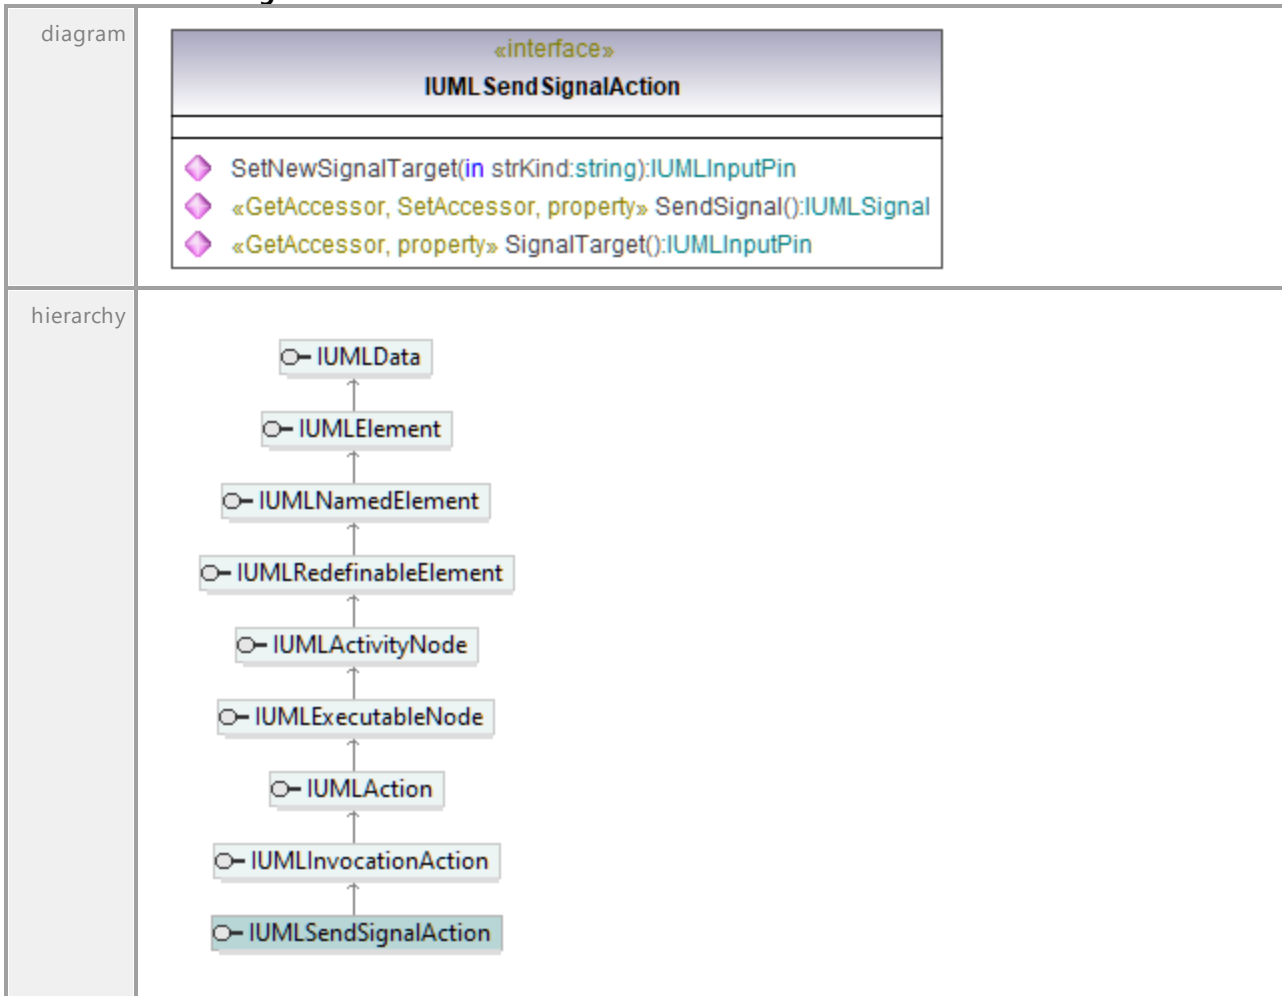 diagram
«interface»
IUMLSendSignalAction
SetNewSignalTarget(in strKind:string):IUMLInputPin
«GetAccessor, SetAccessor, property» SendSignal():IUMLSignal
«GetAccessor, property» SignalTarget():IUMLInputPin
hierarchy
IUMLData
IUMLElement
IUMLNamedElement
IUMLRedefinableElement
IUMLActivityNode
IUMLExecutableNode
IUMLAction
IUMLInvocationAction
IUMLSendSignalAction